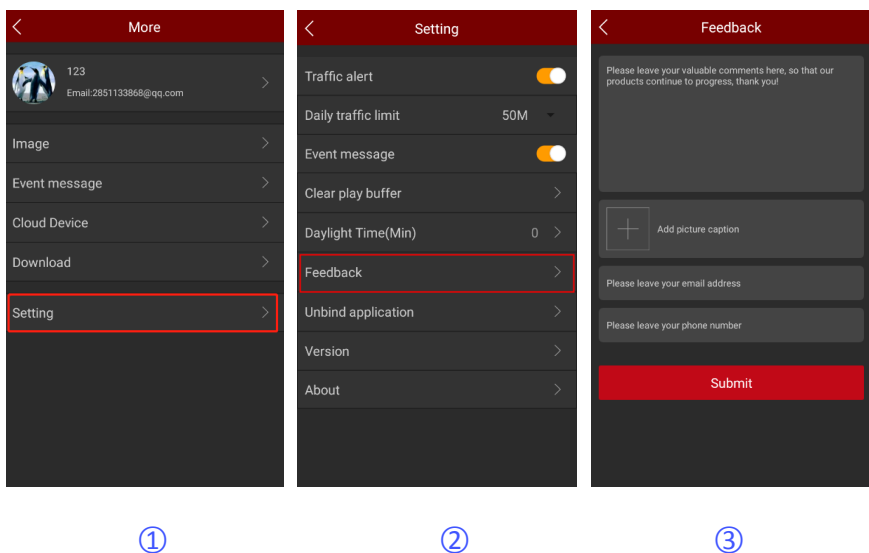 More
123
Email:2851133868@qq.com
Image
Event message
Cloud Device
Download
Setting
Setting
Traffic alert
Daily traffic limit 50M
Event message
Clear play buffer
Daylight Time(Min) 0
Feedback
Unbind application
Version
About
Feedback
Please leave your valuable comments here, so that our
products continue to progress, thank you!
Add picture caption
Please leave your email address
Please leave your phone number
Submit
① ② ③